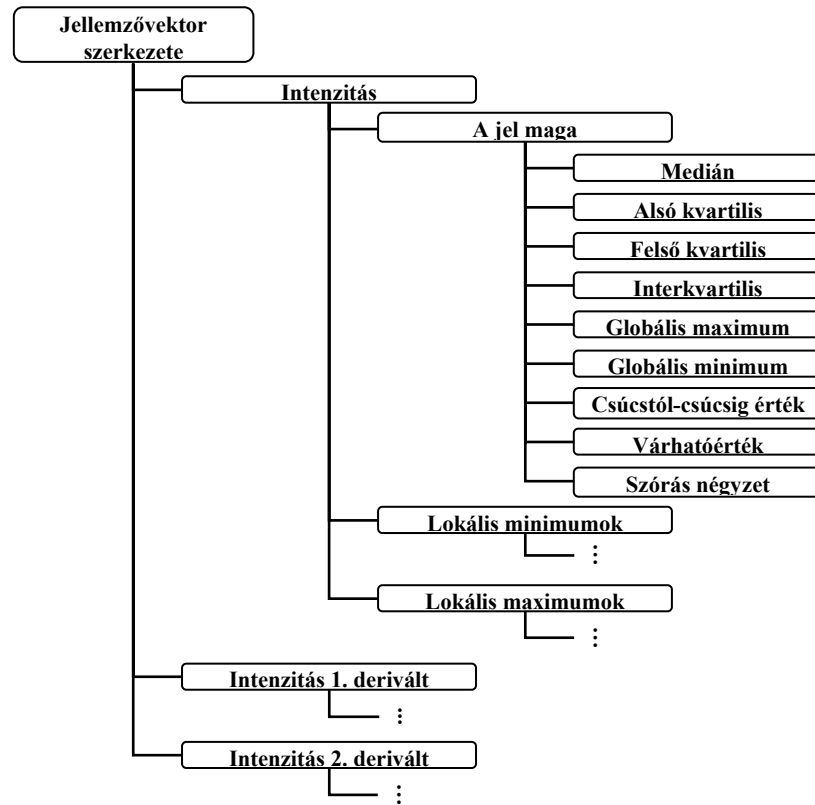 Jellemzővektor
szerkezete
Intenzitás
A jel maga
Medián
Alsó kvartilis
Felső kvartilis
Interkvartilis
Globális maximum
Globális minimum
Csúcstól-csúcsig érték
Várhatóérték
Szórás négyzet
Lokális minimumok
⋮
Lokális maximumok
⋮
Intenzitás 1. derivált
⋮
Intenzitás 2. derivált
⋮